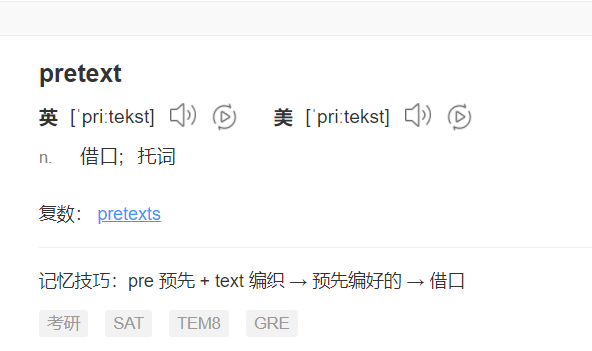 pretext
英 [ˈpriːtekst] 美 [ˈpriːtekst]
n. 借口；托词
复数： pretexts
记忆技巧：pre 预先 + text 编织 → 预先编好的 → 借口
考研 SAT TEM8 GRE